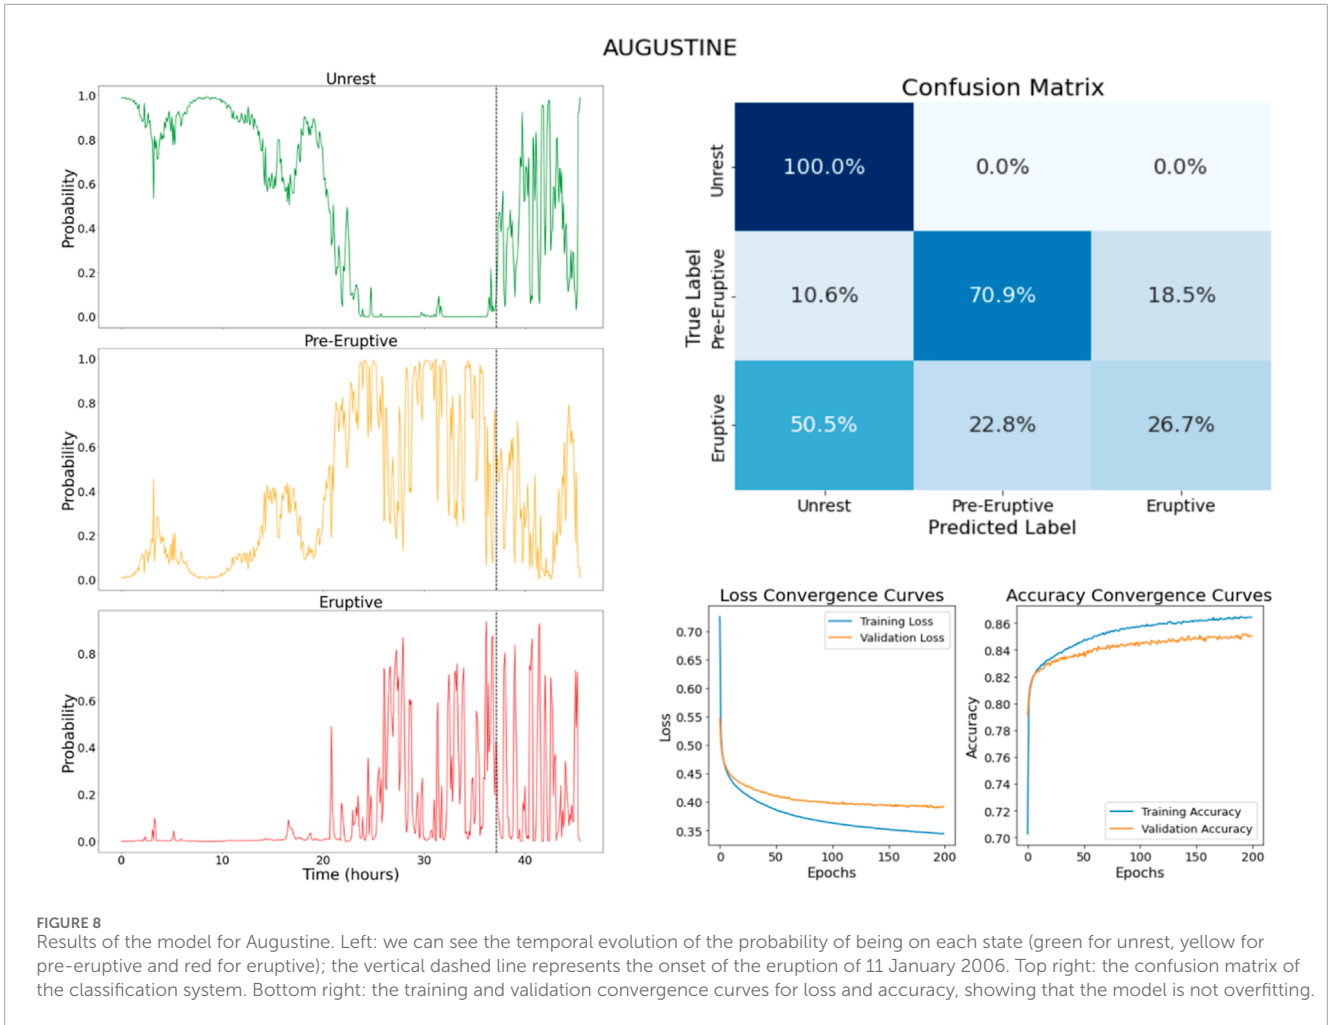 AUGUSTINE
Unrest
1.0
0.8
0.6
0.4
0.2
0.0
Probability
Pre-Eruptive
1.0
0.8
0.6
0.4
0.2
0.0
Probability
Eruptive
0.8
0.6
0.4
0.2
0.0
Probability
0 10 20 30 40
Time (hours)
Confusion Matrix
True Label
Unrest
100.0% 0.0% 0.0%
Pre-Eruptive
10.6% 70.9% 18.5%
Eruptive
50.5% 22.8% 26.7%
Unrest Pre-Eruptive Eruptive
Predicted Label
Loss Convergence Curves
Training Loss
Validation Loss
0.70
0.65
0.60
0.55
0.50
0.45
0.40
0.35
Loss
0 50 100 150 200
Epochs
Accuracy Convergence Curves
0.86
0.84
0.82
0.80
0.78
0.76
0.74
0.72
0.70
Accuracy
Training Accuracy
Validation Accuracy
0 50 100 150 200
Epochs
FIGURE 8
Results of the model for Augustine. Left: we can see the temporal evolution of the probability of being on each state (green for unrest, yellow for
pre-eruptive and red for eruptive); the vertical dashed line represents the onset of the eruption of 11 January 2006. Top right: the confusion matrix of
the classification system. Bottom right: the training and validation convergence curves for loss and accuracy, showing that the model is not overfitting.